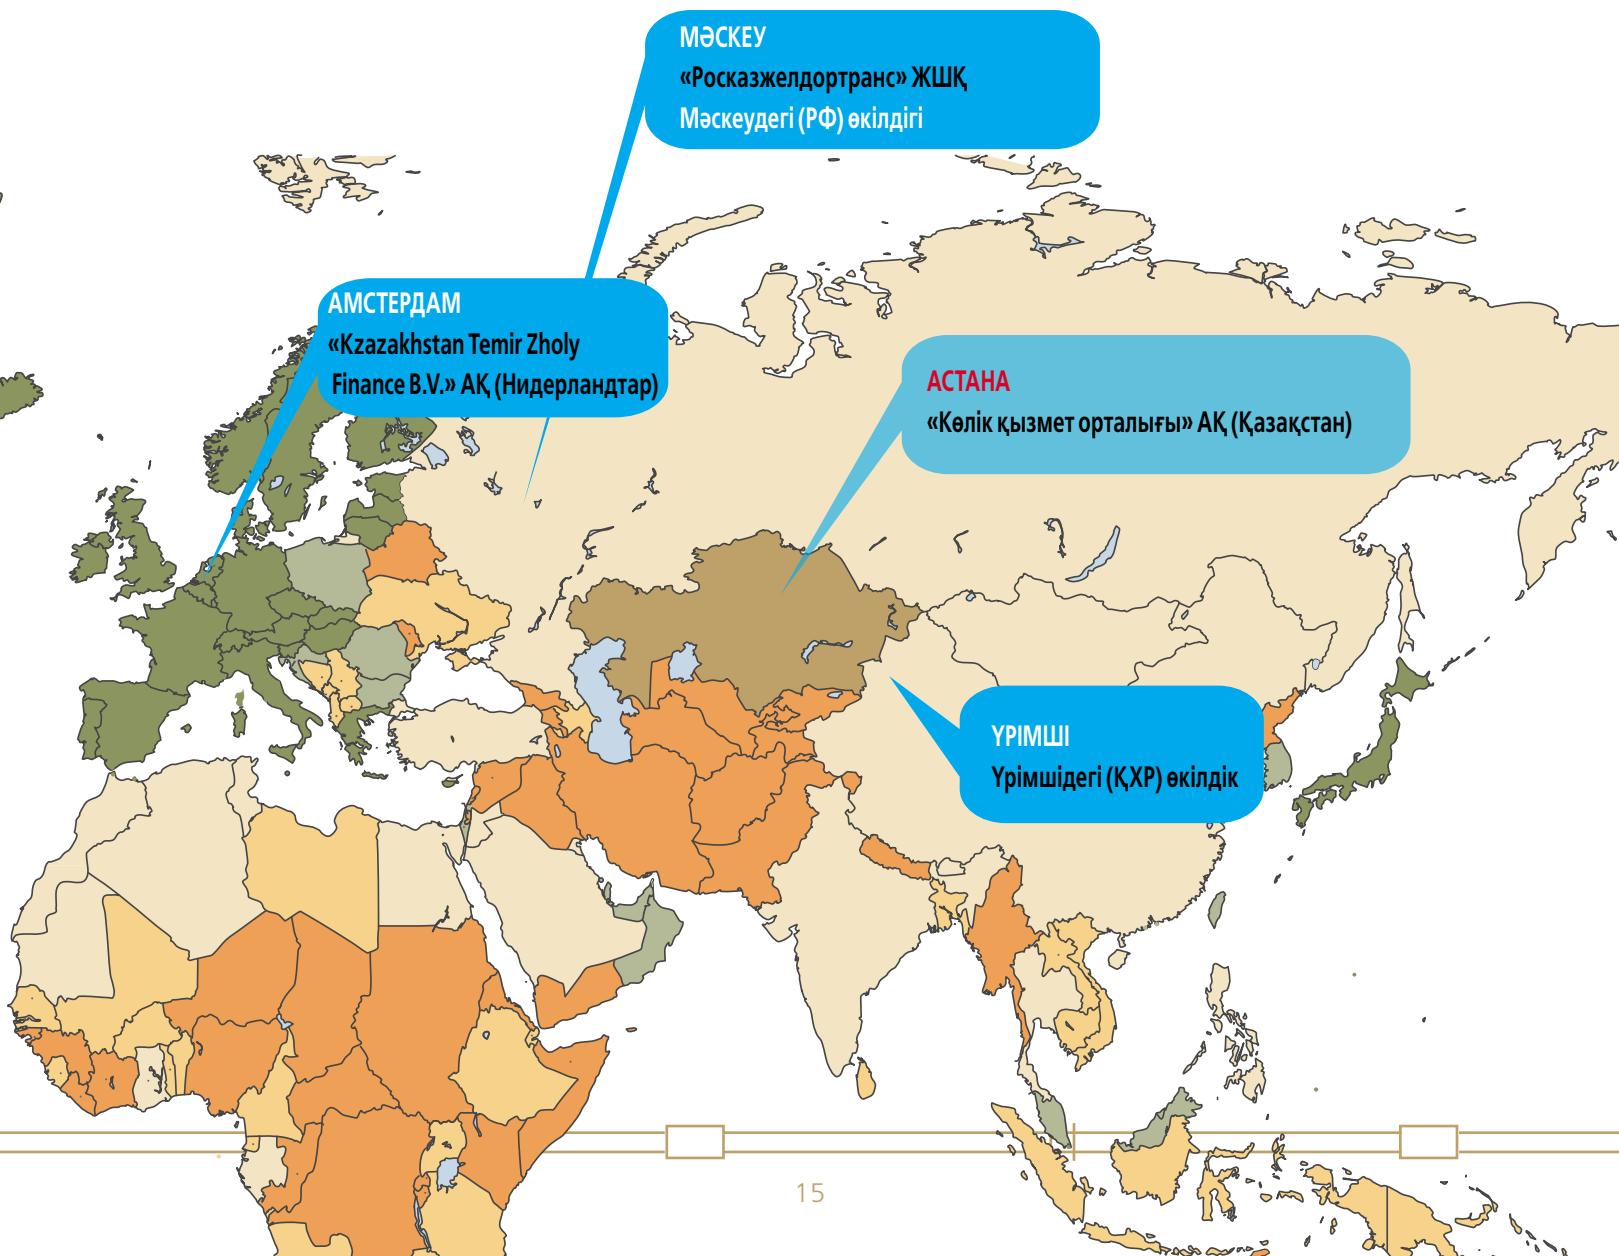 МӘСКЕУ
«Росказжелдортранс» ЖШҚ
Мәскеудегі (РФ) өкілдігі
АМСТЕРДАМ
«Kzazakhstan Temir Zholy
Finance B.V.» АҚ (Нидерландтар)
АСТАНА
«Көлік қызмет орталығы» АҚ (Қазақстан)
ҮРІМШІ
Үрімшідегі (ҚХР) өкілдік
15